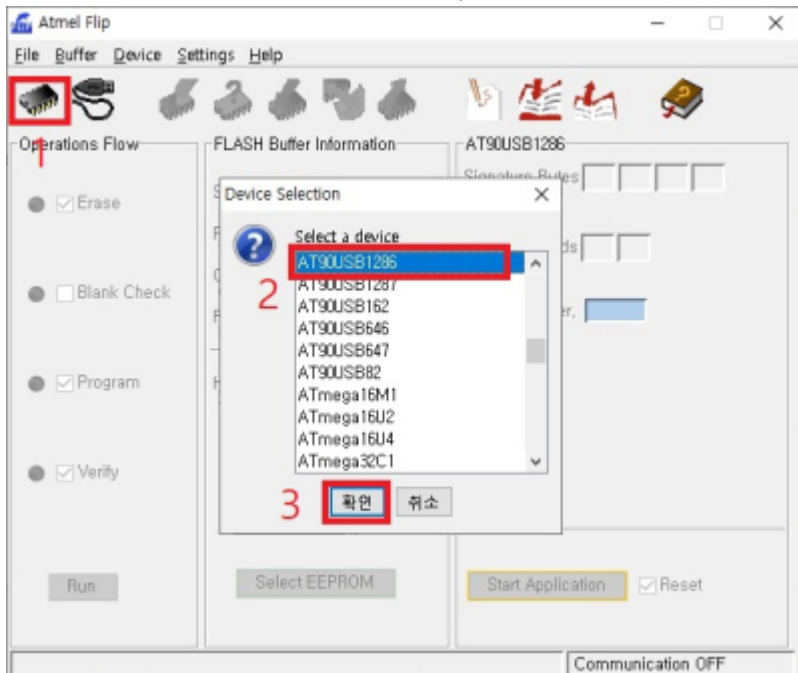 Atmel Flip
File Buffer Device Settings Help
1
Operations Flow
FLASH Buffer Information
AT90USB1286
Signature Bytes
Erase
Blank Check
Program
Verify
Run
Device Selection
Select a device
2
AT90USB1286
AT90USB1287
AT90USB162
AT90USB646
AT90USB647
AT90USB82
ATmega16M1
ATmega16U2
ATmega16U4
ATmega32C1
3
확인 취소
Select EEPROM
Start Application
Reset
Communication OFF